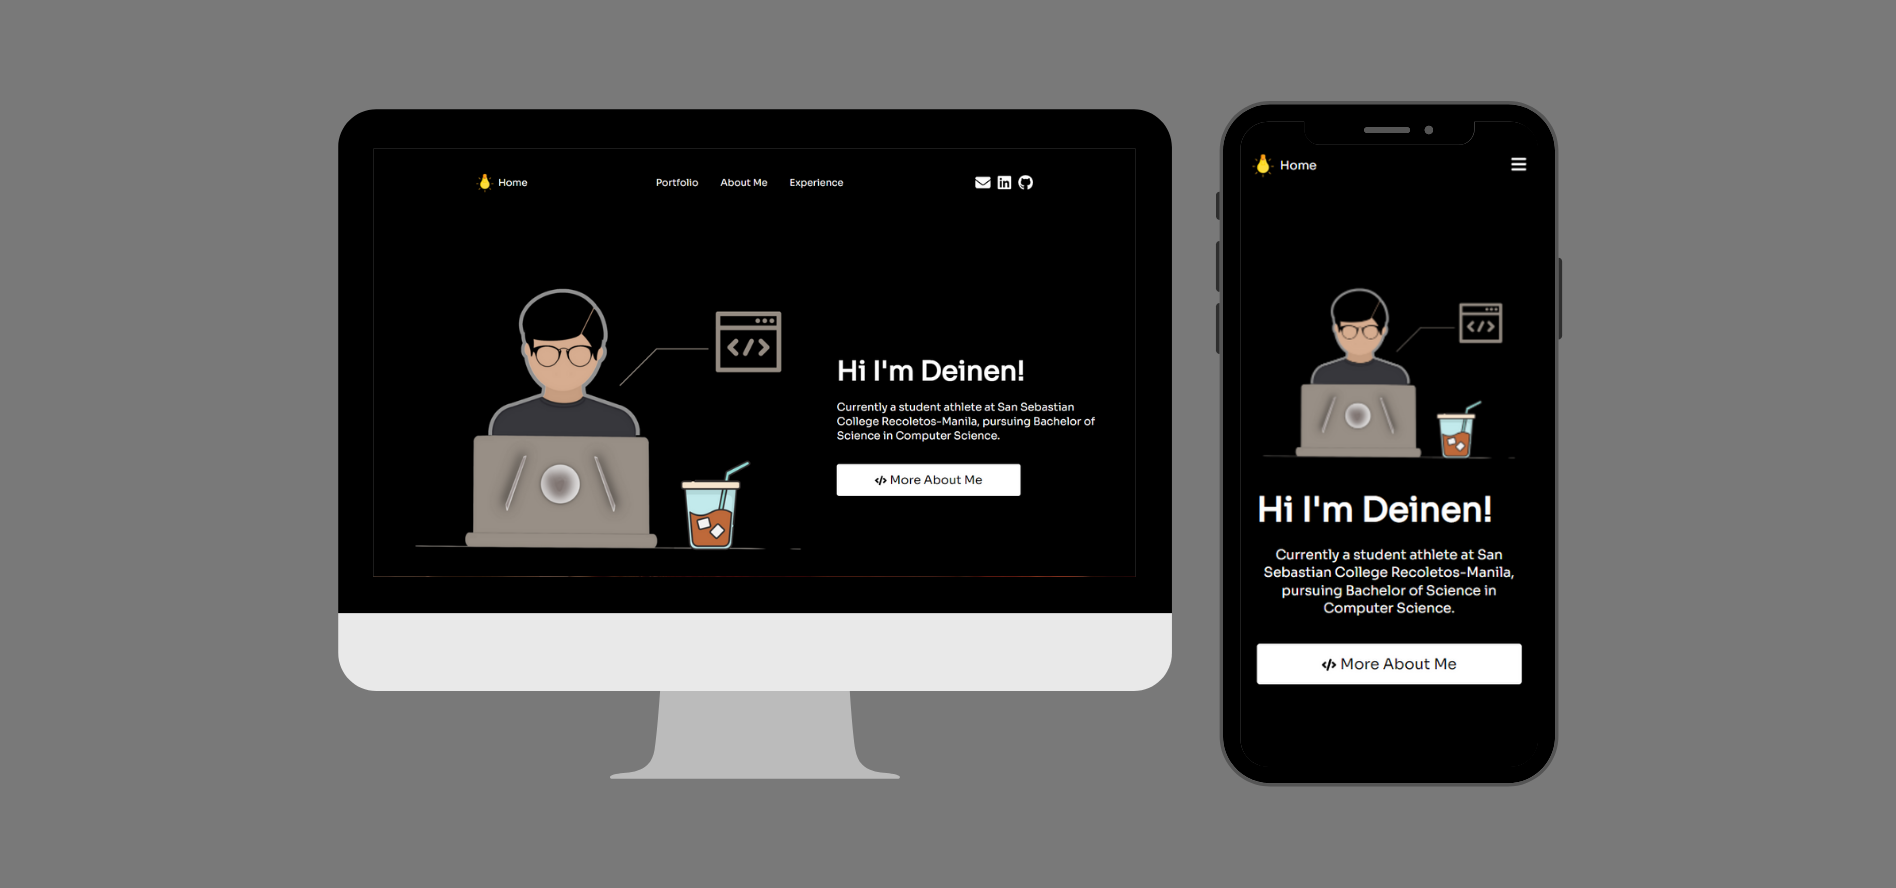 Home
Portfolio
About Me
Experience
</>
Hi I'm Deinen!
Currently a student athlete at San Sebastian
College Recoletos-Manila, pursuing Bachelor of
Science in Computer Science.
</> More About Me
Home
</>
Hi I'm Deinen!
Currently a student athlete at San
Sebastian College Recoletos-Manila,
pursuing Bachelor of Science in
Computer Science.
</> More About Me